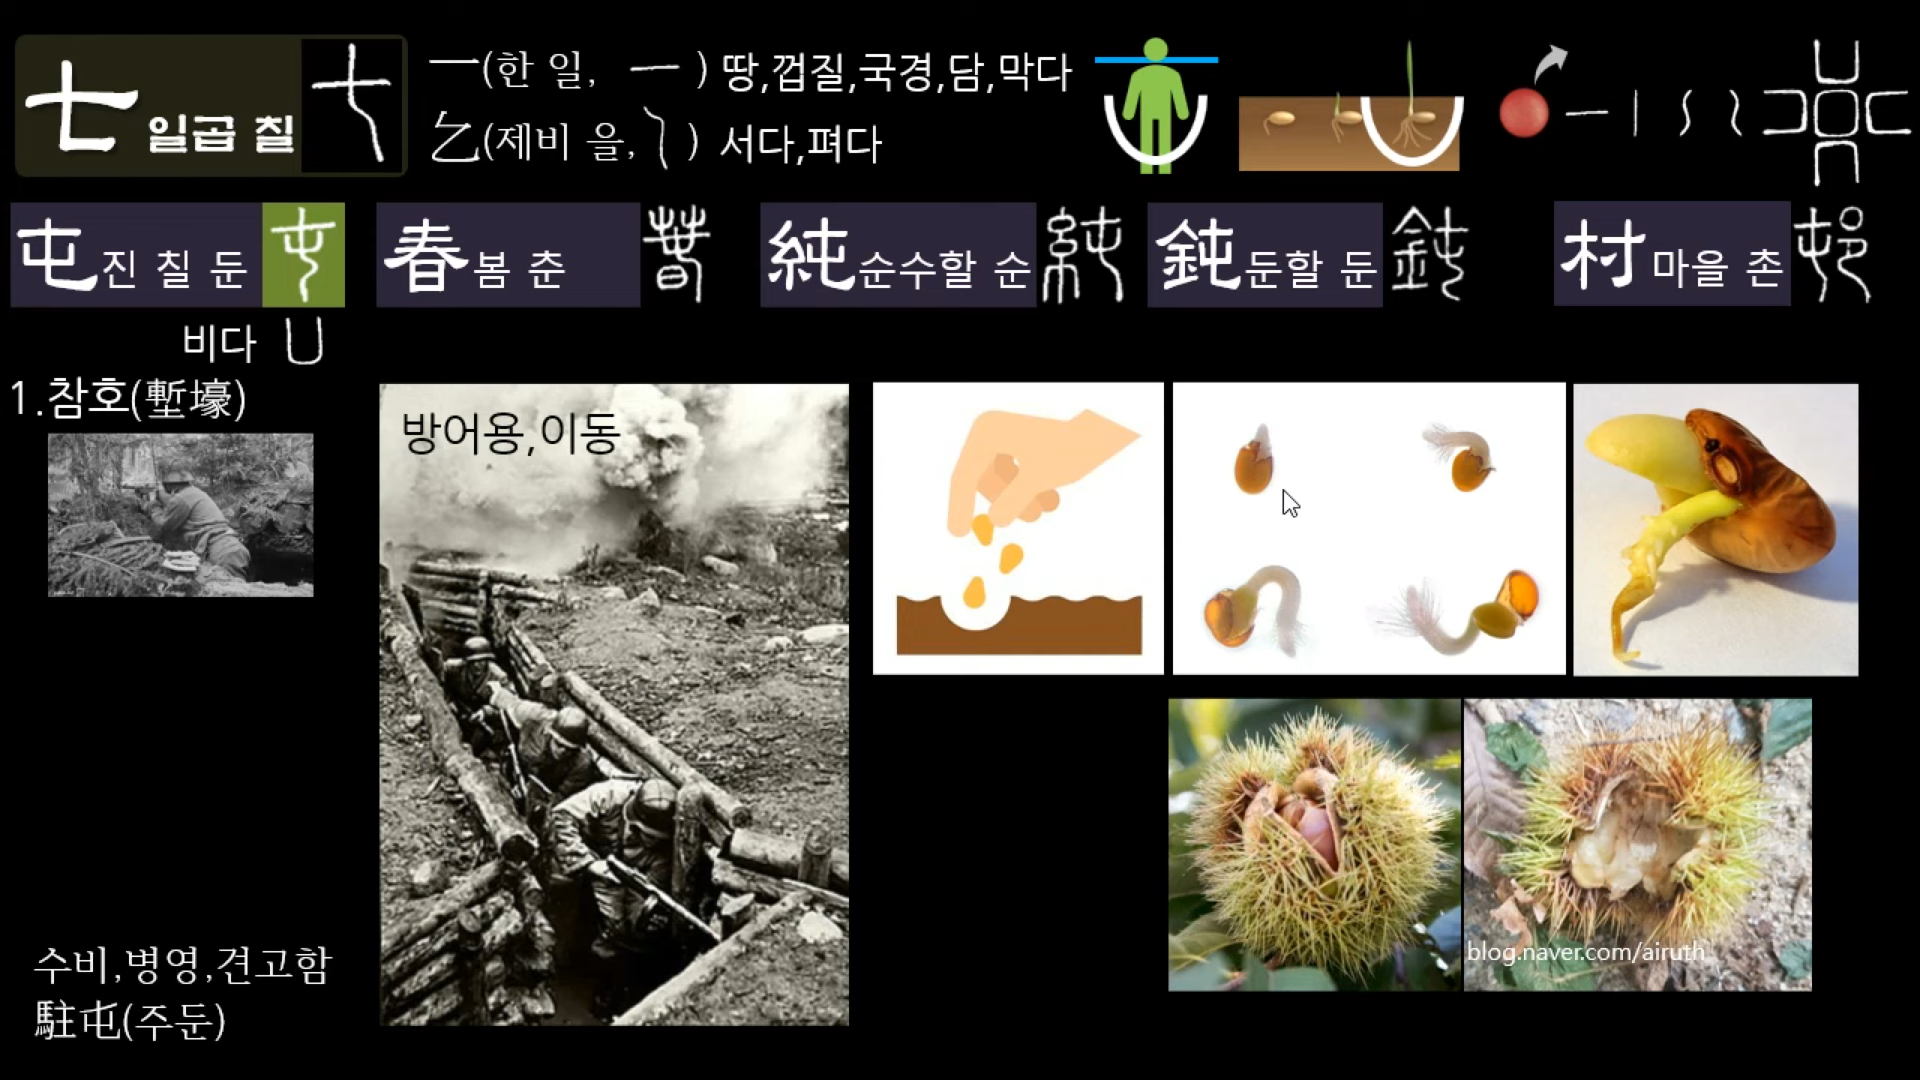 七 일곱 칠
一(한 일, 一 ) 땅,껍질,국경,담,막다
乙(제비 을, ) 서다,펴다
屯 진 칠 둔
春 봄 춘
純 순수할 순
鈍 둔할 둔
村 마을 촌
비다 凵
1.참호(塹壕)
방어용,이동
수비,병영,견고함
駐屯(주둔)
blog.naver.com/airuth